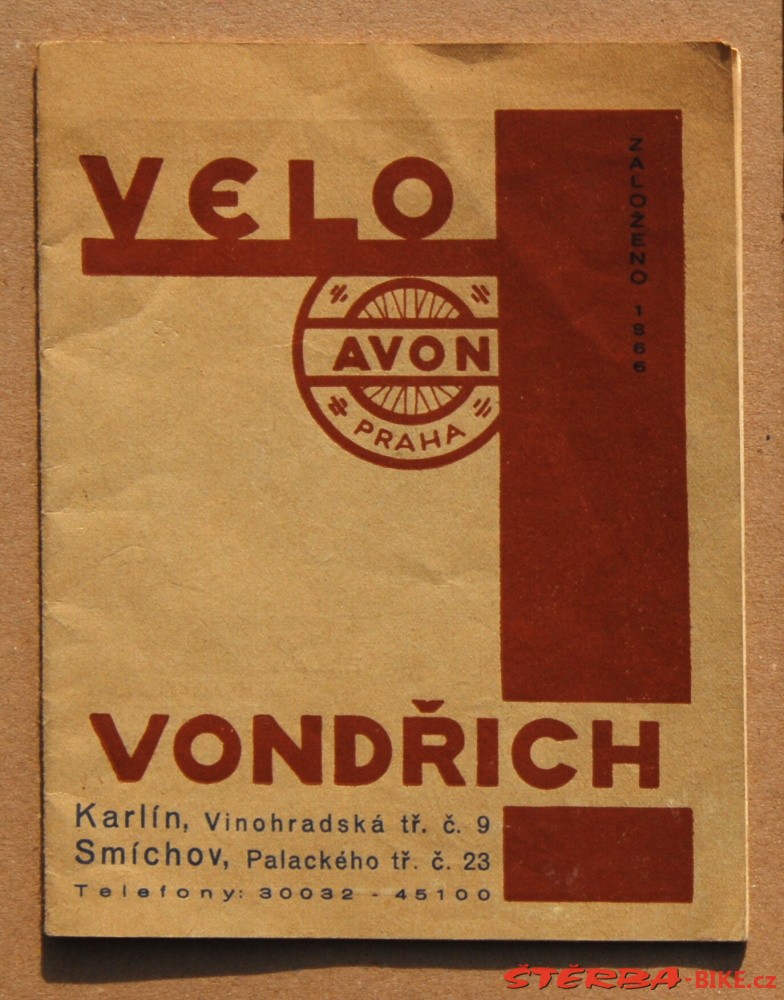 VELO
ZALOŽENO 1866
AVON
PRAHA
VONDŘICH
Karlín, Vinohradská tř. č. 9
Smíchov, Palackého tř. č. 23
Telefony: 30032 - 45100
ŠTĚRBA-BIKE.cz